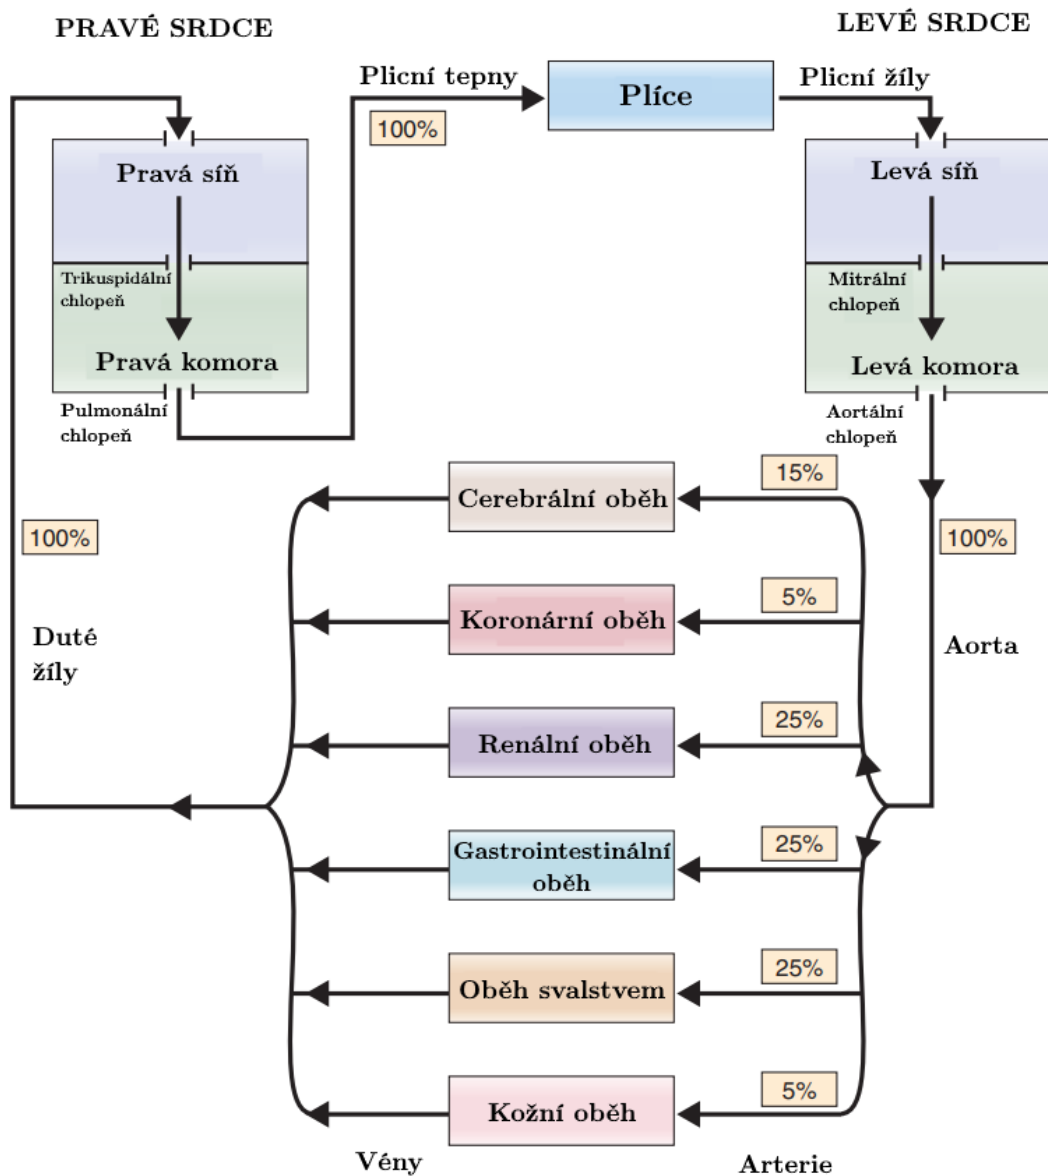 PRAVÉ SRDCE
LEVÉ SRDCE
Plicní tepny
100%
Plíce
Plicní žíly
Pravá síň
Trikuspidální
chlopeň
Pravá komora
Pulmonální
chlopeň
Levá síň
Mitrální
chlopeň
Levá komora
Aortální
chlopeň
100%
Duté
žíly
100%
Aorta
Cerebrální oběh
15%
Koronární oběh
5%
Renální oběh
25%
Gastrointestinální
oběh
25%
Oběh svalstvem
25%
Kožní oběh
5%
Vény
Arterie